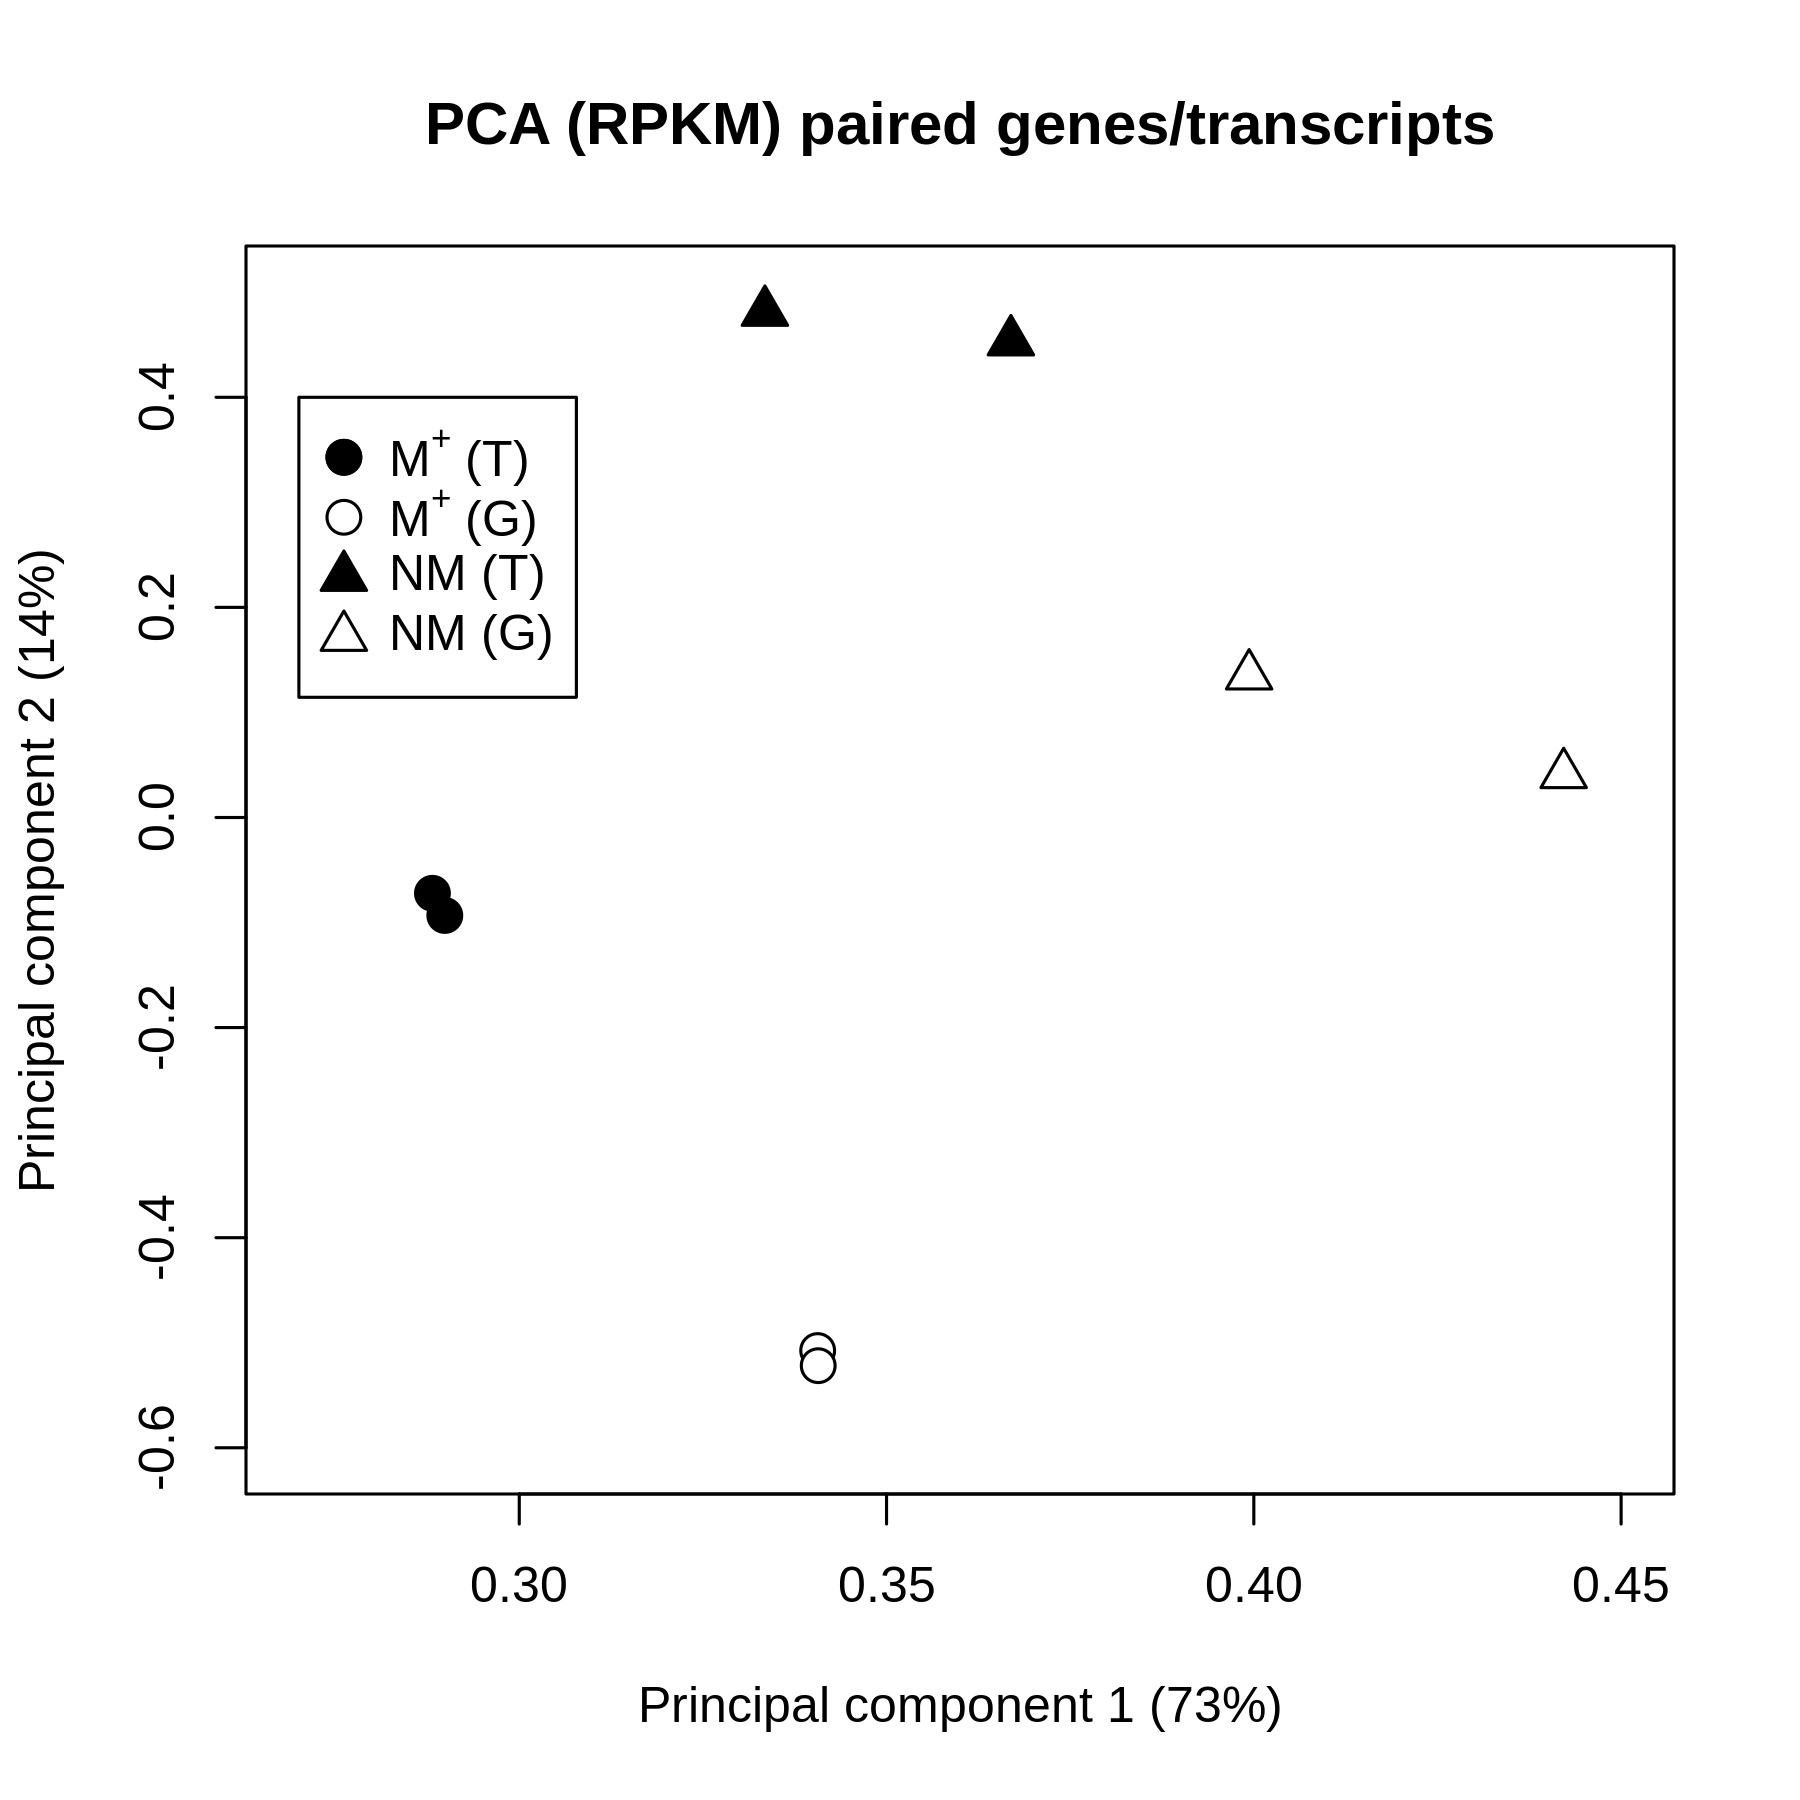 PCA (RPKM) paired genes/transcripts
M+ (T)
M+ (G)
NM (T)
NM (G)
Principal component 2 (14%)
0.4
0.2
0.0
-0.2
-0.4
-0.6
0.30 0.35 0.40 0.45
Principal component 1 (73%)